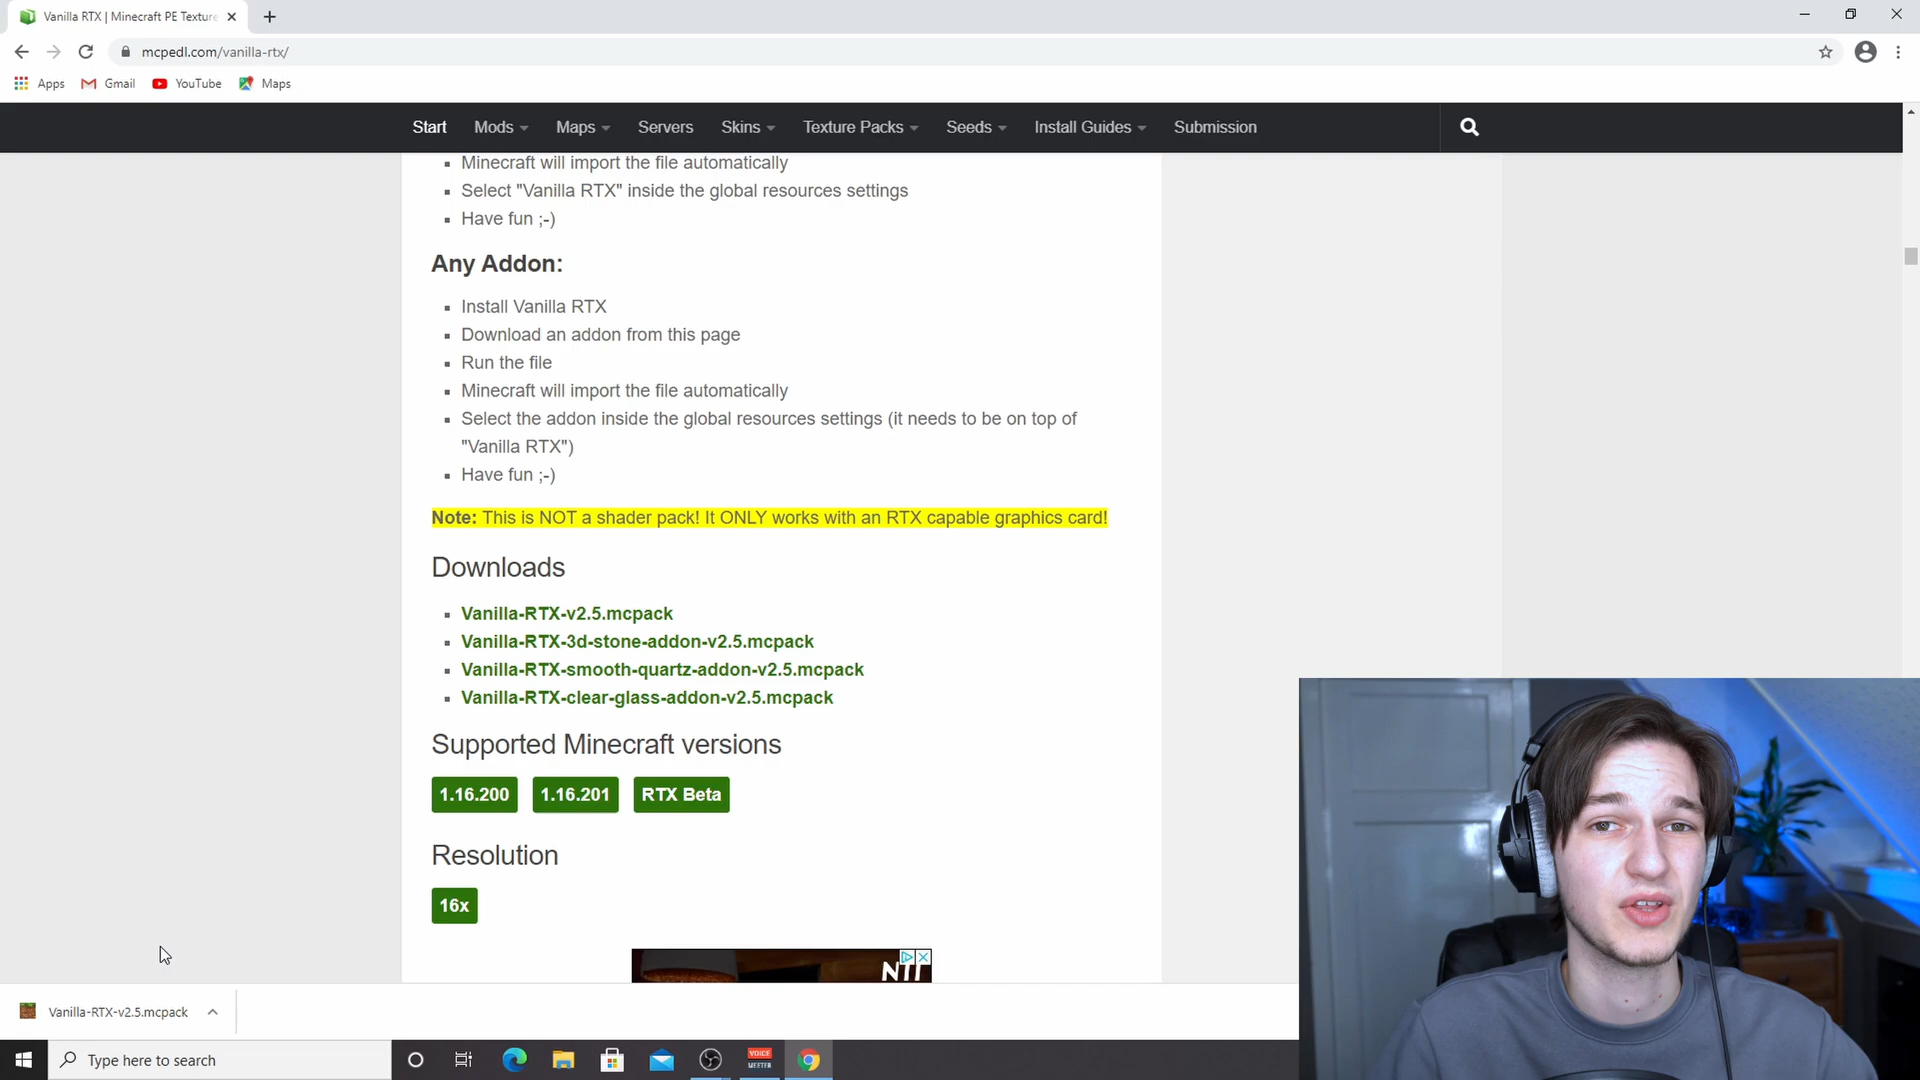 Vanilla RTX | Minecraft PE Texture
mcpedl.com/vanilla-rtx/
Apps Gmail YouTube Maps
Start Mods Maps Servers Skins Texture Packs Seeds Install Guides Submission
Minecraft will import the file automatically
Select "Vanilla RTX" inside the global resources settings
Have fun ;-)
Any Addon:
Install Vanilla RTX
Download an addon from this page
Run the file
Minecraft will import the file automatically
Select the addon inside the global resources settings (it needs to be on top of
"Vanilla RTX")
Have fun ;-)
Note: This is NOT a shader pack! It ONLY works with an RTX capable graphics card!
Downloads
Vanilla-RTX-v2.5.mcpack
Vanilla-RTX-3d-stone-addon-v2.5.mcpack
Vanilla-RTX-smooth-quartz-addon-v2.5.mcpack
Vanilla-RTX-clear-glass-addon-v2.5.mcpack
Supported Minecraft versions
1.16.200 1.16.201 RTX Beta
Resolution
16x
Vanilla-RTX-v2.5.mcpack
Type here to search
VOICE
MEETER